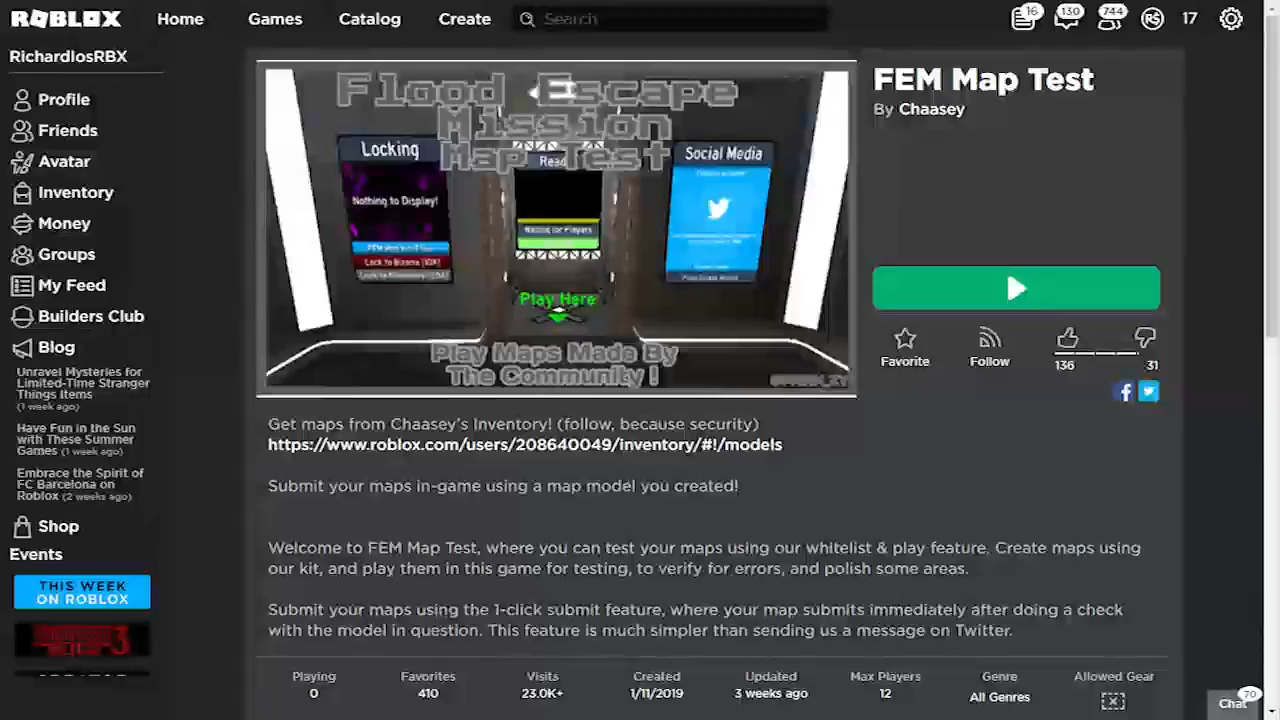 ROBLOX
Home
Games
Catalog
Create
Search
16
130
744
17
RichardlosRBX
Profile
Friends
Avatar
Inventory
Money
Groups
My Feed
Builders Club
Blog
Unravel Mysteries for
Limited-Time Stranger
Things Items
(1 week ago)
Have Fun in the Sun
with These Summer
Games (1 week ago)
Embrace the Spirit of
FC Barcelona on
Roblox (2 weeks ago)
Shop
Events
THIS WEEK
ON ROBLOX
3
Flood Escape
Mission
Map Test
Locking
Nothing to Display!
Social Media
Waiting for Players
Play Here
Play Maps Made By
The Community !
FEM Map Test
By Chaasey
Favorite
Follow
136
31
Get maps from Chaasey's Inventory! (follow, because security)
https://www.roblox.com/users/208640049/inventory/#!/models
Submit your maps in-game using a map model you created!
Welcome to FEM Map Test, where you can test your maps using our whitelist & play feature. Create maps using
our kit, and play them in this game for testing, to verify for errors, and polish some areas.
Submit your maps using the 1-click submit feature, where your map submits immediately after doing a check
with the model in question. This feature is much simpler than sending us a message on Twitter.
Playing
0
Favorites
410
Visits
23.0K+
Created
1/11/2019
Updated
3 weeks ago
Max Players
12
Genre
All Genres
Allowed Gear
Chat
70